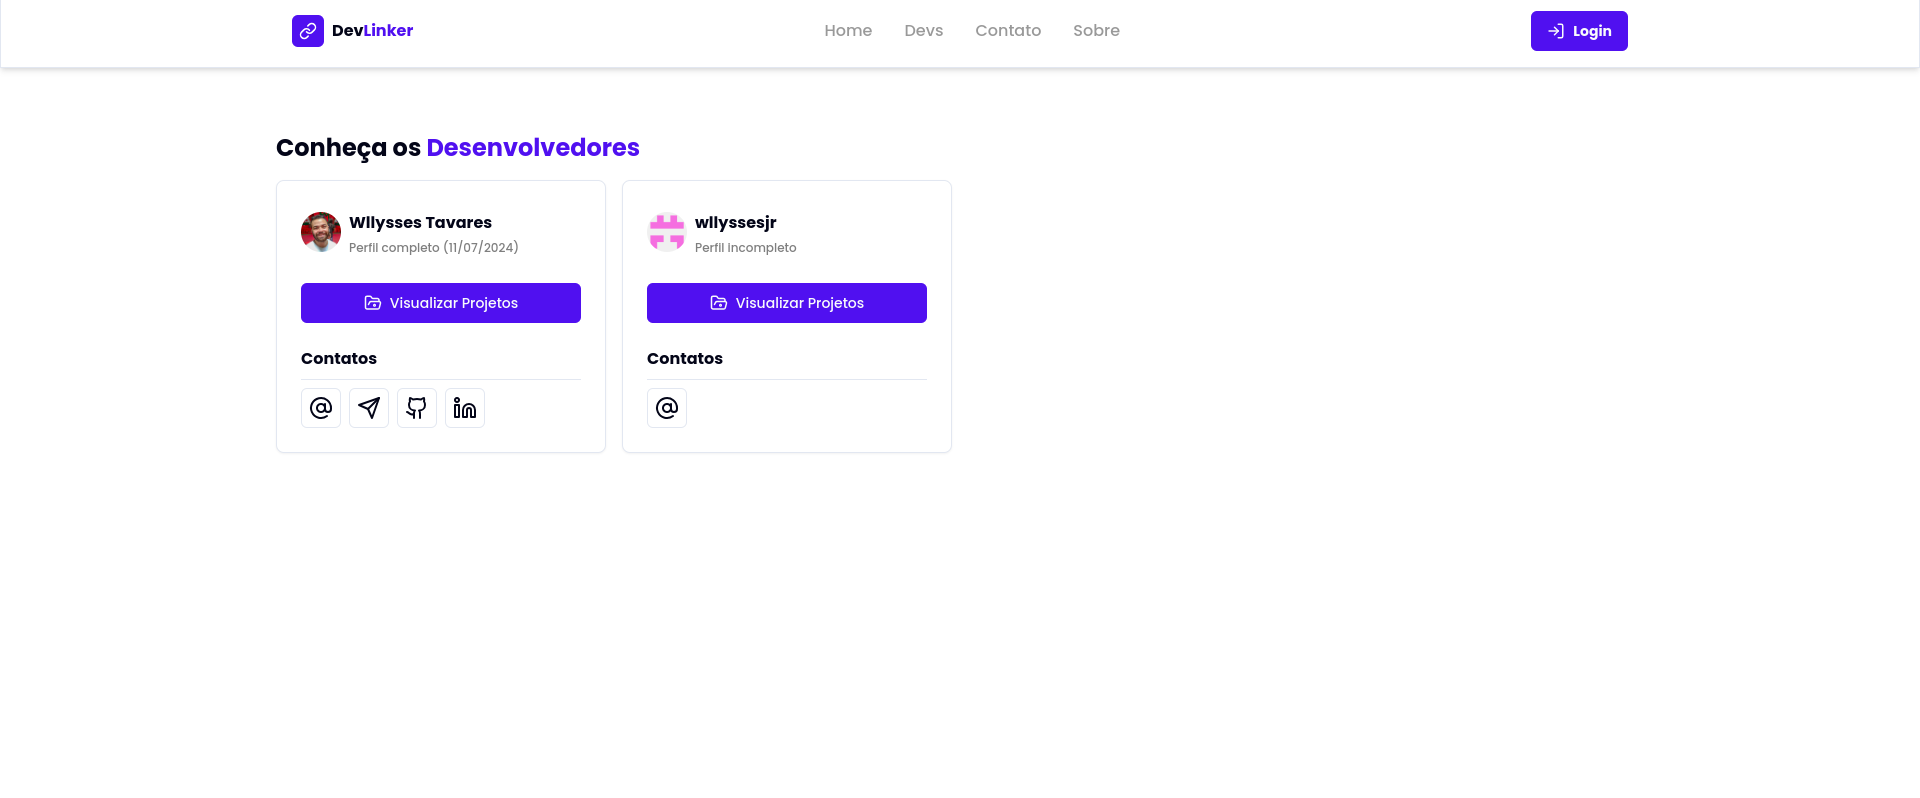 DevLinker
Home
Devs
Contato
Sobre
Login
Conheça os Desenvolvedores
Wllysses Tavares
Perfil completo (11/07/2024)
Visualizar Projetos
Contatos
wllyssesjr
Perfil incompleto
Visualizar Projetos
Contatos